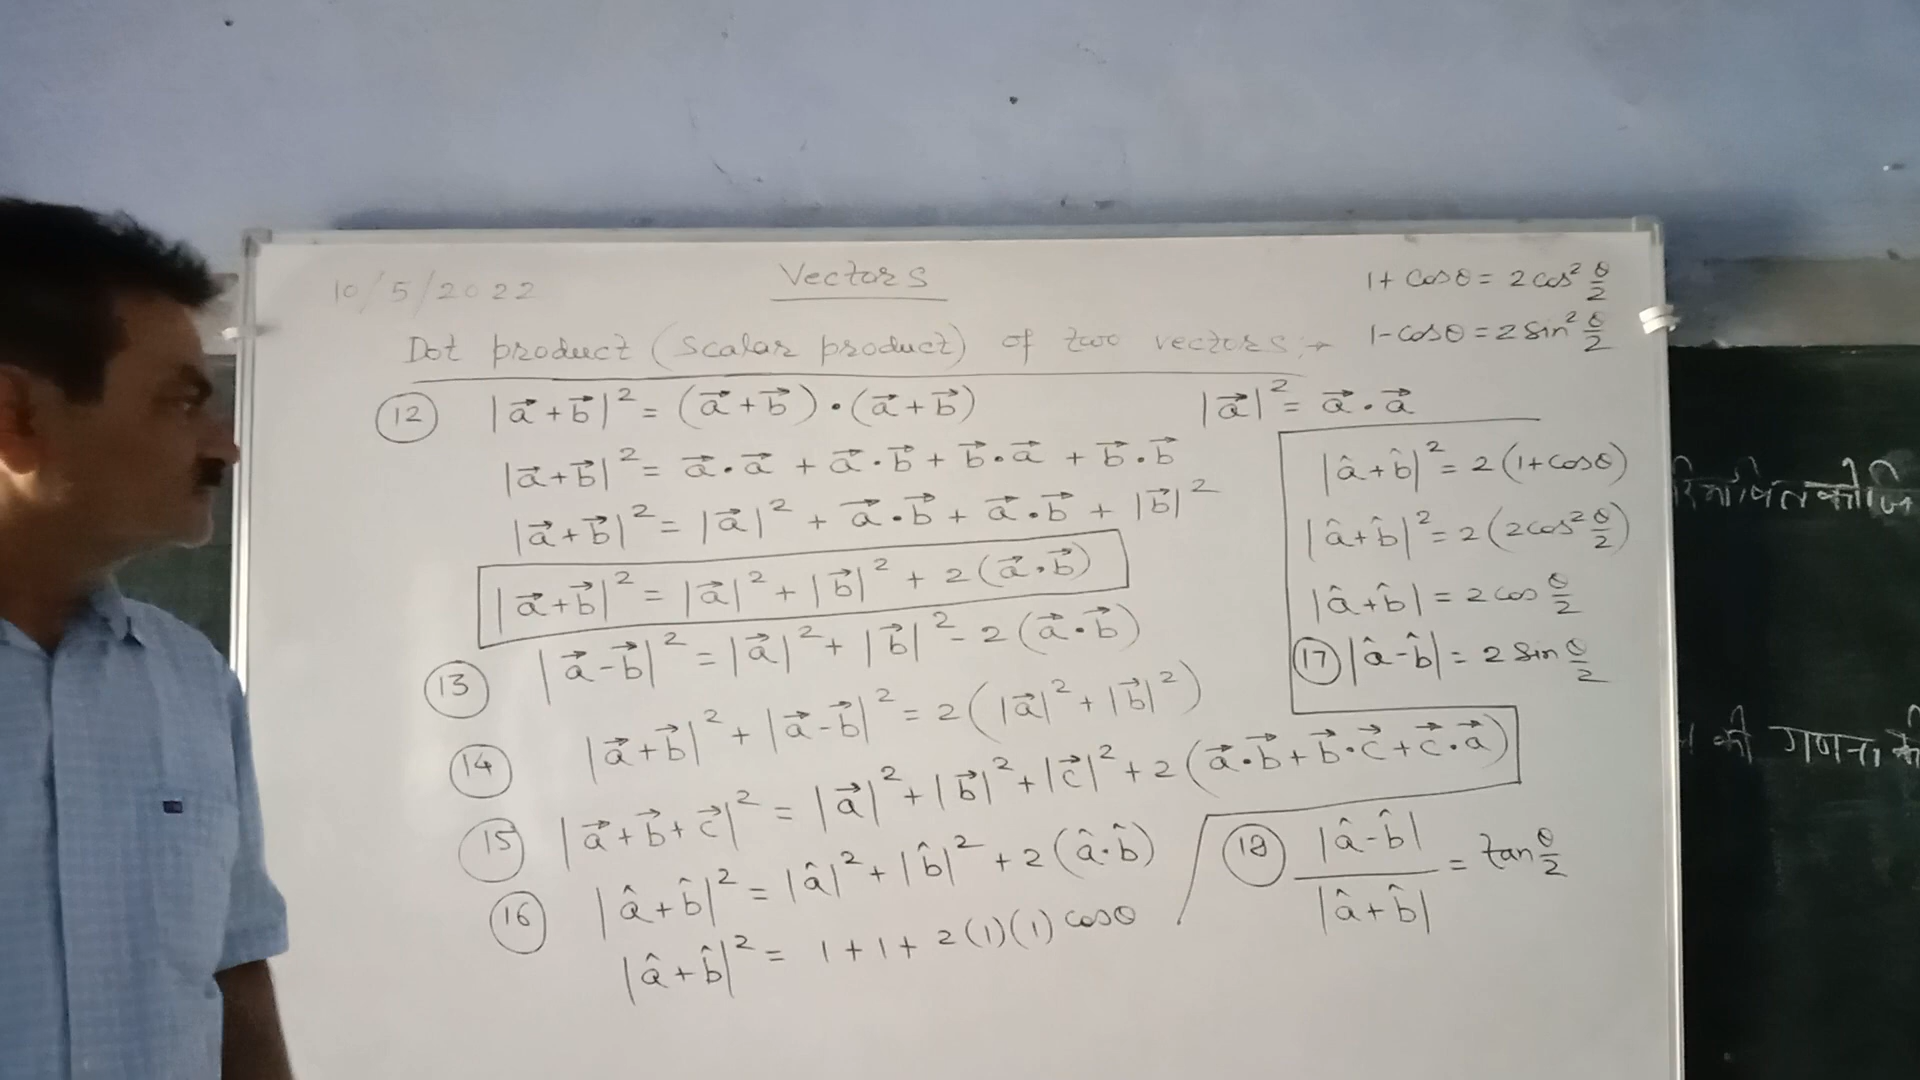 10/5/2022
Vectors
1+cosθ = 2cos² θ/2
1-cosθ = 2sin² θ/2
Dot product (scalar product) of two vectors :→
(12) |a⃗+b⃗|² = (a⃗+b⃗)•(a⃗+b⃗)
|a⃗|² = a⃗.a⃗
|a⃗+b⃗|² = a⃗.a⃗ + a⃗.b⃗ + b⃗.a⃗ + b⃗.b⃗
|a⃗+b⃗|² = |a⃗|² + a⃗.b⃗ + a⃗.b⃗ + |b⃗|²
|a⃗+b⃗|² = |a⃗|² + |b⃗|² + 2(a⃗.b⃗)
(13) |a⃗-b⃗|² = |a⃗|² + |b⃗|² - 2(a⃗.b⃗)
(14) |a⃗+b⃗|² + |a⃗-b⃗|² = 2(|a⃗|² + |b⃗|²)
(15) |a⃗+b⃗+c⃗|² = |a⃗|² + |b⃗|² + |c⃗|² + 2(a⃗.b⃗+b⃗.c⃗+c⃗.a⃗)
(16) |â+b̂|² = |â|² + |b̂|² + 2(â.b̂)
|â+b̂|² = 1+1+2(1)(1)cosθ
|â+b̂|² = 2(1+cosθ)
|â+b̂|² = 2(2cos² θ/2)
|â+b̂| = 2cos θ/2
(17) |â-b̂| = 2 sin θ/2
(18) |â-b̂| / |â+b̂| = tan θ/2
की गणना